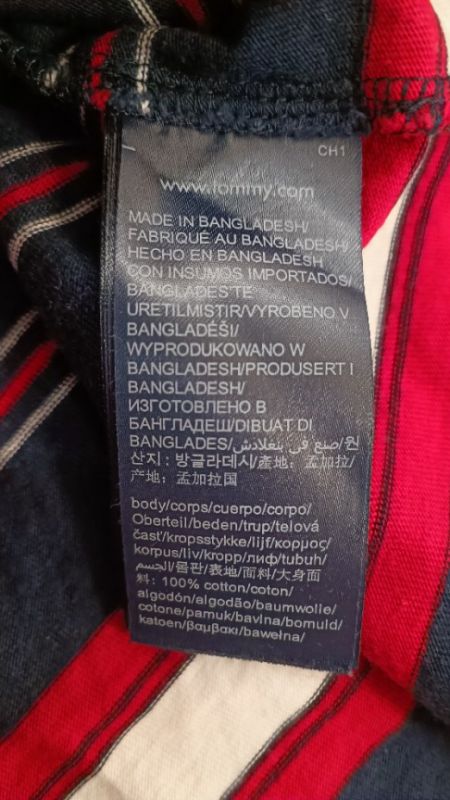 CH1
www.tommy.com
MADE IN BANGLADESH/
FABRIQUÉ AU BANGLADESH/
HECHO EN BANGLADESH
CON INSUMOS IMPORTADOS/
BANGLADEŞ'TE
ÜRETİLMİŞTİR/VYROBENO V
BANGLADÉŠI/
WYPRODUKOWANO W
BANGLADESH/PRODUSERT I
BANGLADESH/
ИЗГОТОВЛЕНО В
БАНГЛАДЕШ/DIBUAT DI
BANGLADES/صنع في بنغلادش/원
산지: 방글라데시/產地: 孟加拉/
产地: 孟加拉国
body/corps/cuerpo/corpo/
Oberteil/beden/trup/telová
časť/kropsstykke/lijf/κορμος/
korpus/liv/kropp/лиф/tubuh/
الجسم/몸판/表地/面料/大身面
料: 100% cotton/coton/
algodón/algodão/baumwolle/
cotone/pamuk/bavlna/bomuld/
katoen/βαμβακι/bawełna/